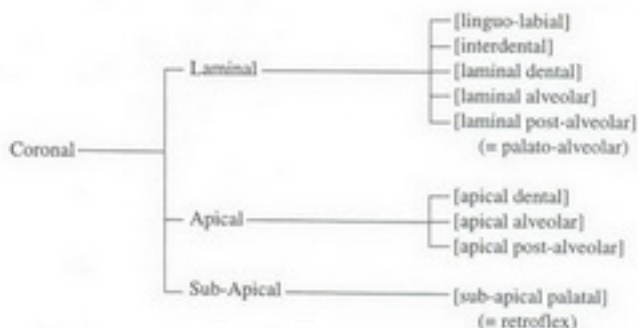 [linguo-labial]
[interdental]
Laminal
[laminal dental]
[laminal alveolar]
[laminal post-alveolar]
(= palato-alveolar)
Coronal
[apical dental]
Apical
[apical alveolar]
[apical post-alveolar]
Sub-Apical
[sub-apical palatal]
(= retroflex)